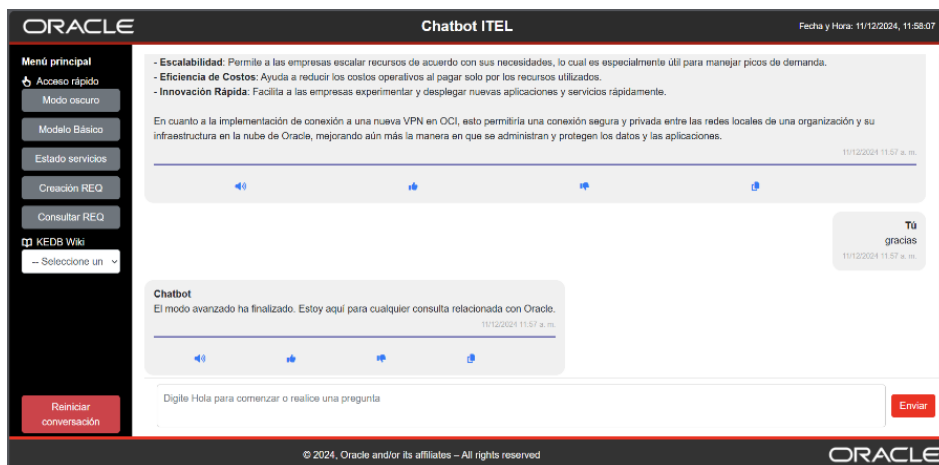 ORACLE
Chatbot ITEL
Fecha y Hora: 11/12/2024, 11:58:07
Menú principal
Acceso rápido
Modo oscuro
Modelo Básico
Estado servicios
Creación REQ
Consultar REQ
KEDB Wiki
-- Seleccione un
Reiniciar
conversación
- Escalabilidad: Permite a las empresas escalar recursos de acuerdo con sus necesidades, lo cual es especialmente útil para manejar picos de demanda.
- Eficiencia de Costos: Ayuda a reducir los costos operativos al pagar solo por los recursos utilizados.
- Innovación Rápida: Facilita a las empresas experimentar y desplegar nuevas aplicaciones y servicios rápidamente.
En cuanto a la implementación de conexión a una nueva VPN en OCI, esto permitiría una conexión segura y privada entre las redes locales de una organización y su
infraestructura en la nube de Oracle, mejorando aún más la manera en que se administran y protegen los datos y las aplicaciones.
11/12/2024 11:57 a. m.
Tú
gracias
11/12/2024 11:57 a. m.
Chatbot
El modo avanzado ha finalizado. Estoy aquí para cualquier consulta relacionada con Oracle.
11/12/2024 11:57 a. m.
Digite Hola para comenzar o realice una pregunta
Enviar
© 2024, Oracle and/or its affiliates – All rights reserved
ORACLE